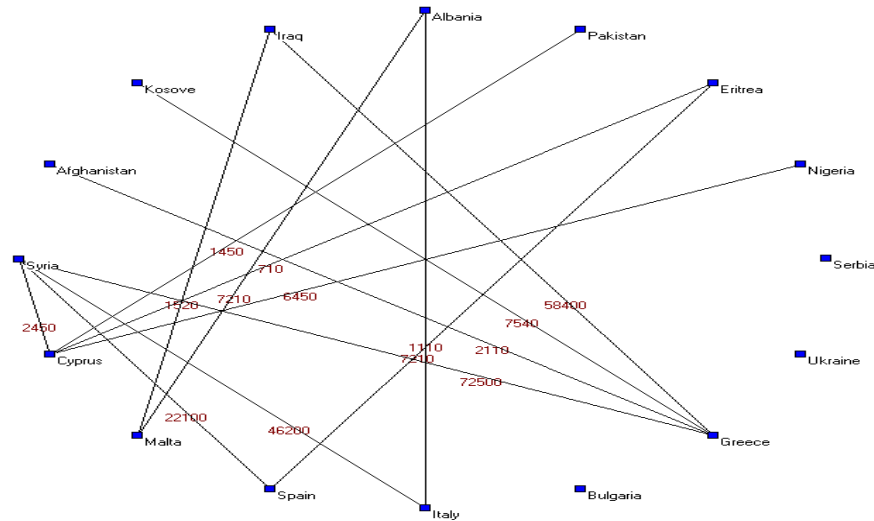 Albania
Iraq
Pakistan
Kosove
Eritrea
Afghanistan
Nigeria
1450
Syria
710
Serbia
1520
7210
6450
58400
2450
7540
1110
2110
Cyprus
7210
Ukraine
72500
22100
46200
Malta
Greece
Spain
Bulgaria
Italy